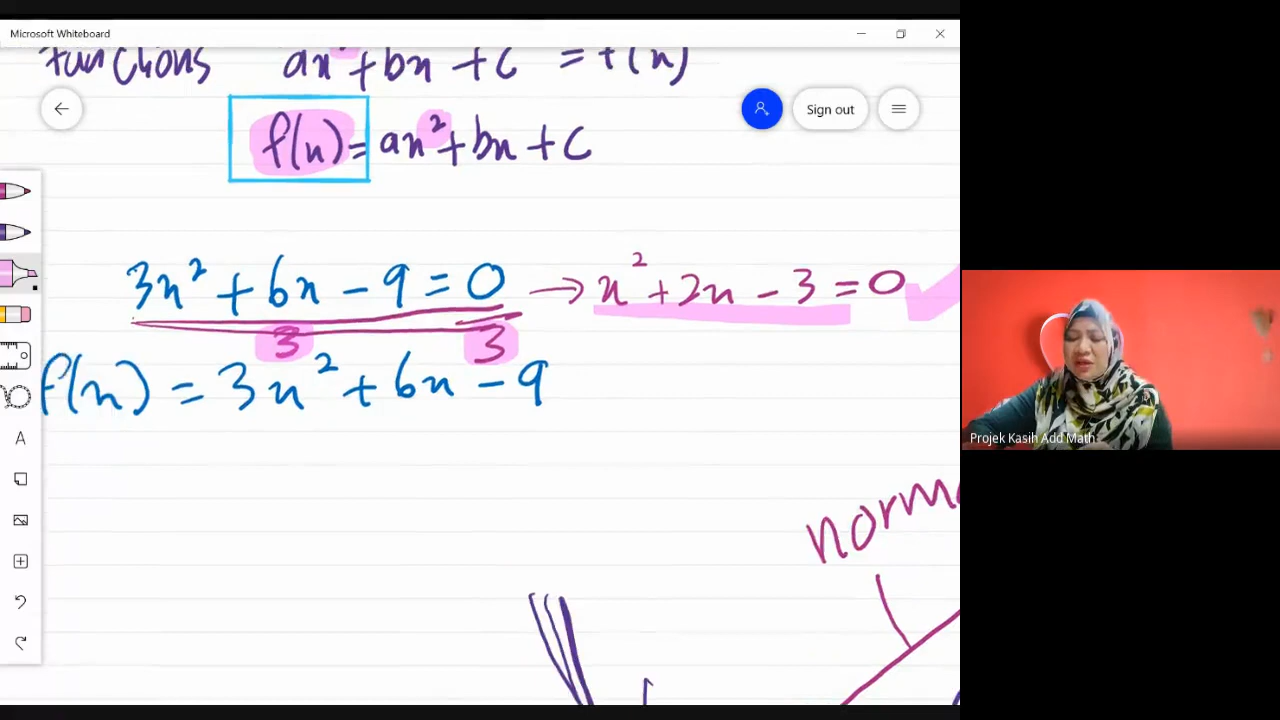 Microsoft Whiteboard
functions ax²+bx+c = f(x)
Sign out
f(x) = ax²+bx+c
3x²+6x-9=0 → x²+2x-3=0
3 3
f(x) = 3x²+6x-9
A
Projek Kasih Add Math